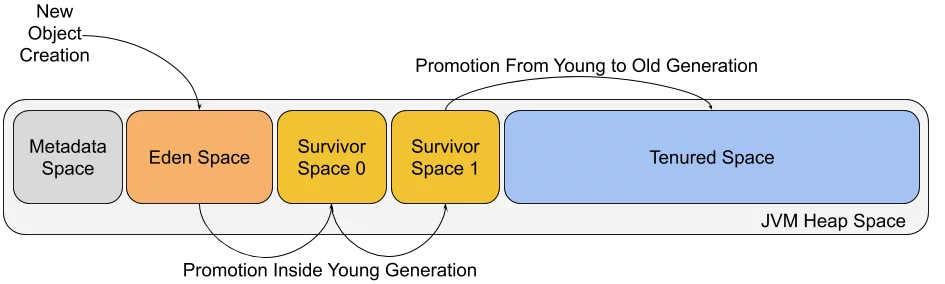 New
Object
Creation
Promotion From Young to Old Generation
Metadata
Space
Eden Space
Survivor
Space 0
Survivor
Space 1
Tenured Space
JVM Heap Space
Promotion Inside Young Generation